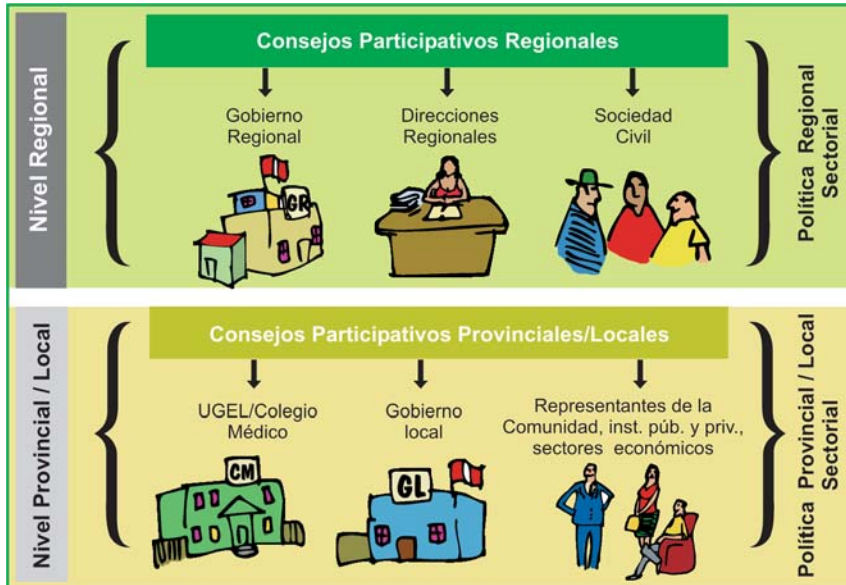 Nivel Regional
Consejos Participativos Regionales
Gobierno
Regional
Direcciones
Regionales
Sociedad
Civil
GR
Política Regional
Sectorial
Nivel Provincial / Local
Consejos Participativos Provinciales/Locales
UGEL/Colegio
Médico
Gobierno
local
Representantes de la
Comunidad, inst. púb. y priv.,
sectores económicos
CM
GL
Política Provincial / Local
Sectorial